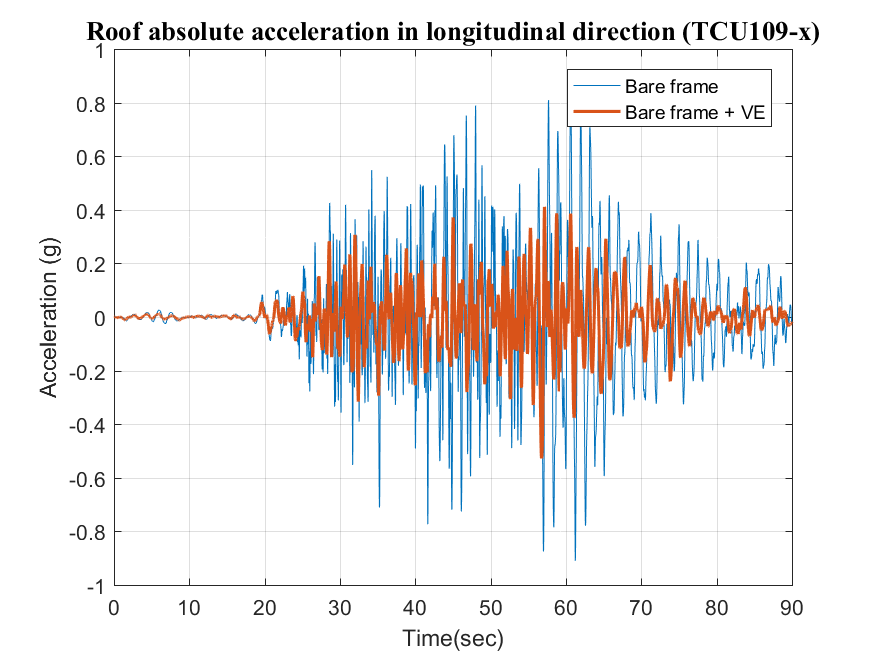 Roof absolute acceleration in longitudinal direction (TCU109-x)
1
0.8
0.6
0.4
0.2
0
-0.2
-0.4
-0.6
-0.8
-1
Acceleration (g)
Bare frame
Bare frame + VE
0 10 20 30 40 50 60 70 80 90
Time(sec)